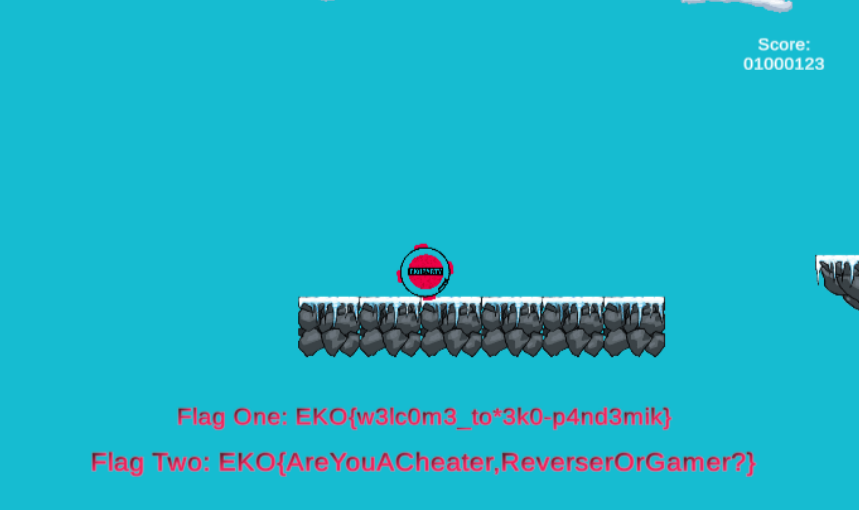 Score:
01000123
Flag One: EKO{w3lc0m3_to*3k0-p4nd3mik}
Flag Two: EKO{AreYouACheater,ReverserOrGamer?}